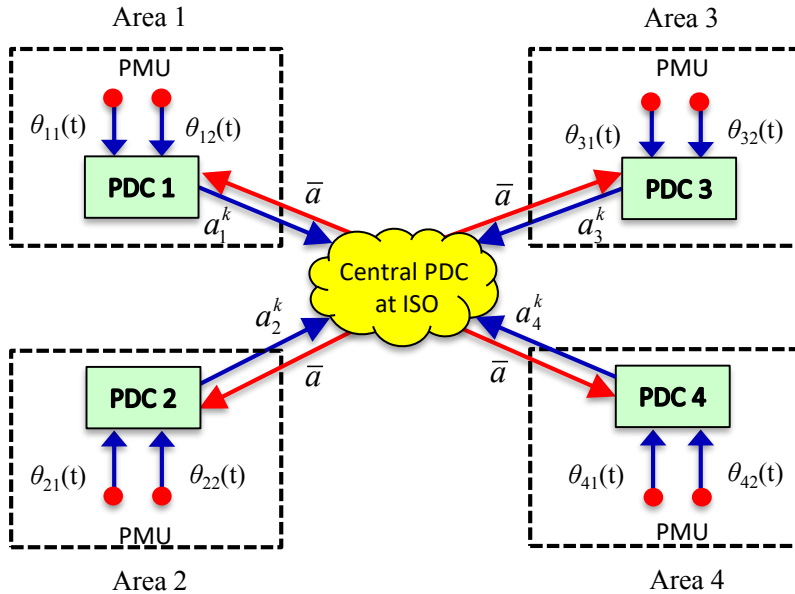 Area 1
PMU
θ₁₁(t)
θ₁₂(t)
PDC 1
a̅
a₁ᵏ
Area 3
PMU
θ₃₁(t)
θ₃₂(t)
PDC 3
a̅
a₃ᵏ
Central PDC
at ISO
a₂ᵏ
a̅
PDC 2
θ₂₁(t)
θ₂₂(t)
PMU
Area 2
a₄ᵏ
a̅
PDC 4
θ₄₁(t)
θ₄₂(t)
PMU
Area 4